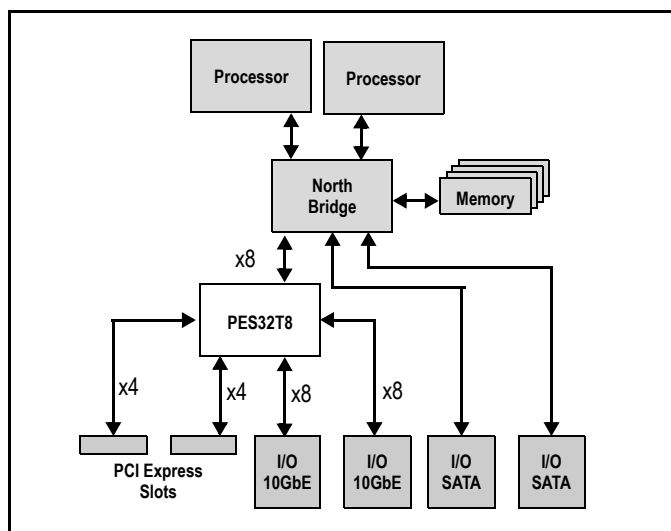 Processor
Processor
North
Bridge
Memory
x8
PES32T8
x4
x4
x8
x8
PCI Express
Slots
I/O
10GbE
I/O
10GbE
I/O
SATA
I/O
SATA